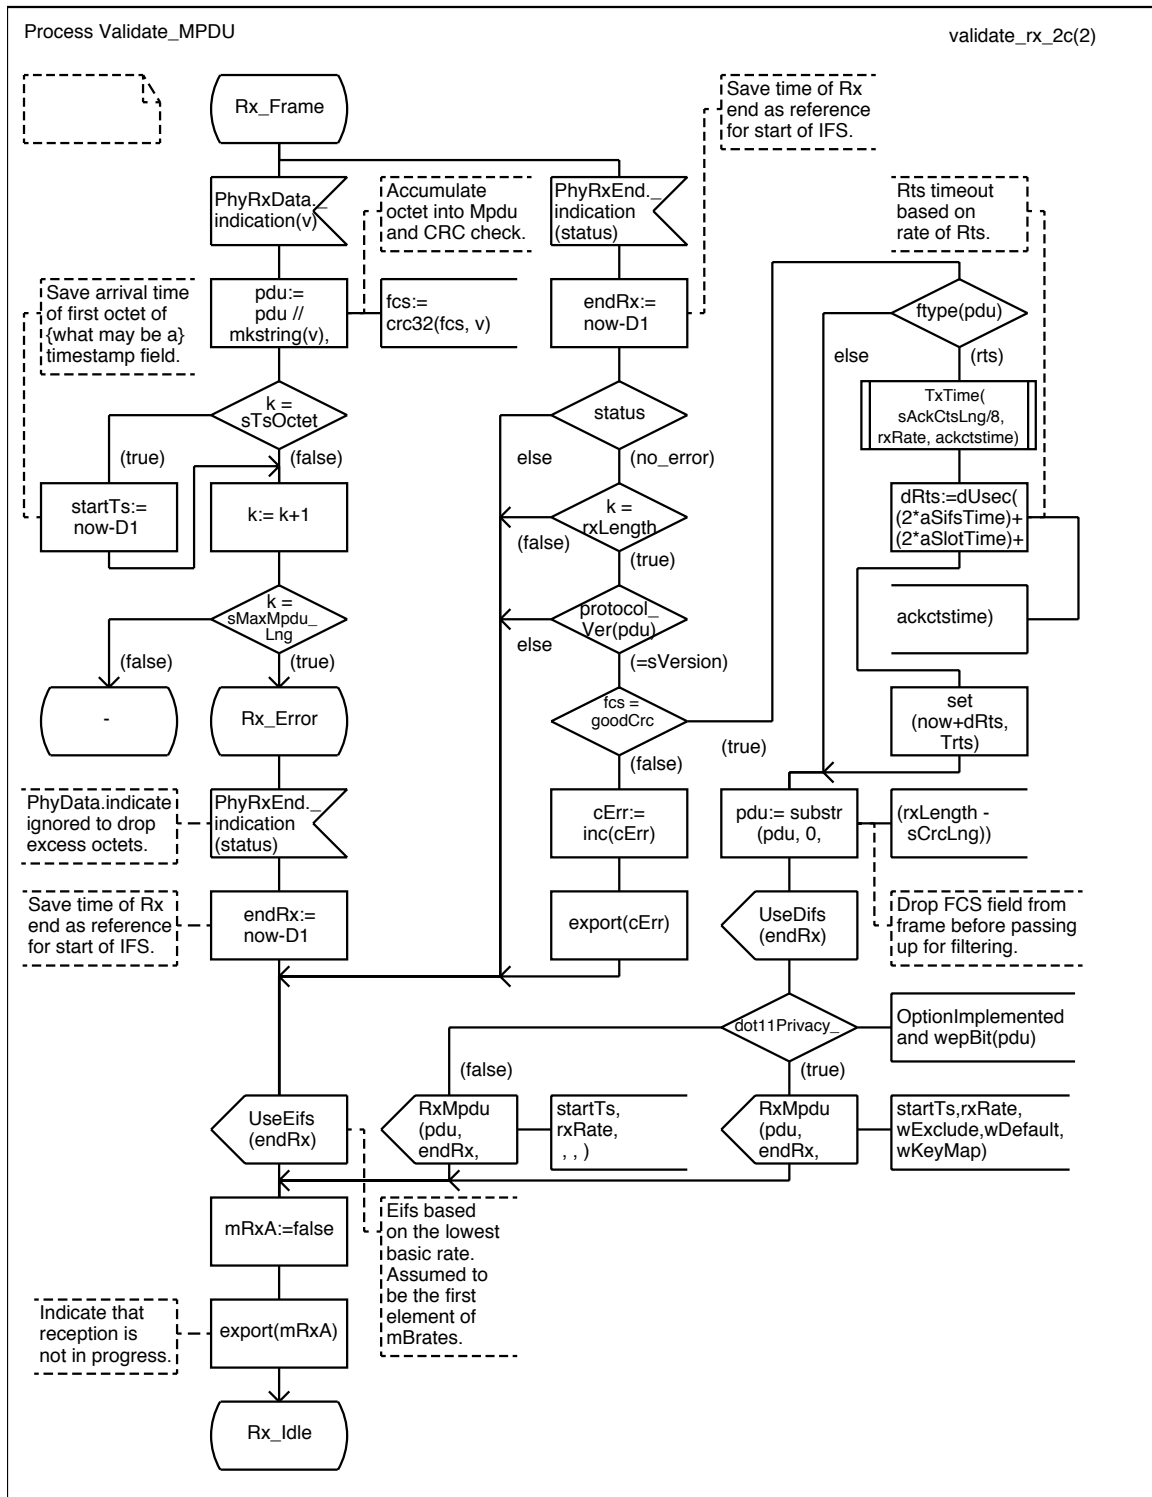 Process Validate_MPDU
validate_rx_2c(2)
Rx_Frame
Save time of Rx
end as reference
for start of IFS.
PhyRxData._
indication(v)
Accumulate
octet into Mpdu
and CRC check.
PhyRxEnd._
indication
(status)
Rts timeout
based on
rate of Rts.
Save arrival time
of first octet of
{what may be a}
timestamp field.
pdu:=
pdu //
mkstring(v),
fcs:=
crc32(fcs, v)
endRx:=
now-D1
ftype(pdu)
else
(rts)
k =
sTsOctet
(true)
(false)
status
else
(no_error)
TxTime(
sAckCtsLng/8,
rxRate, ackctstime)
startTs:=
now-D1
k:= k+1
k =
rxLength
(false)
(true)
dRts:=dUsec(
(2*aSifsTime)+
(2*aSlotTime)+
ackctstime)
k =
sMaxMpdu_
Lng
(false)
(true)
protocol_
Ver(pdu)
else
(=sVersion)
-
Rx_Error
fcs =
goodCrc
(true)
(false)
set
(now+dRts,
Trts)
PhyData.indicate
ignored to drop
excess octets.
PhyRxEnd._
indication
(status)
cErr:=
inc(cErr)
pdu:= substr
(pdu, 0,
(rxLength -
sCrcLng))
Save time of Rx
end as reference
for start of IFS.
endRx:=
now-D1
export(cErr)
UseDifs
(endRx)
Drop FCS field from
frame before passing
up for filtering.
dot11Privacy_
OptionImplemented
and wepBit(pdu)
(false)
(true)
UseEifs
(endRx)
RxMpdu
(pdu,
endRx,
startTs,
rxRate,
, , )
RxMpdu
(pdu,
endRx,
startTs,rxRate,
wExclude,wDefault,
wKeyMap)
mRxA:=false
Eifs based
on the lowest
basic rate.
Assumed to
be the first
element of
mBrates.
Indicate that
reception is
not in progress.
export(mRxA)
Rx_Idle